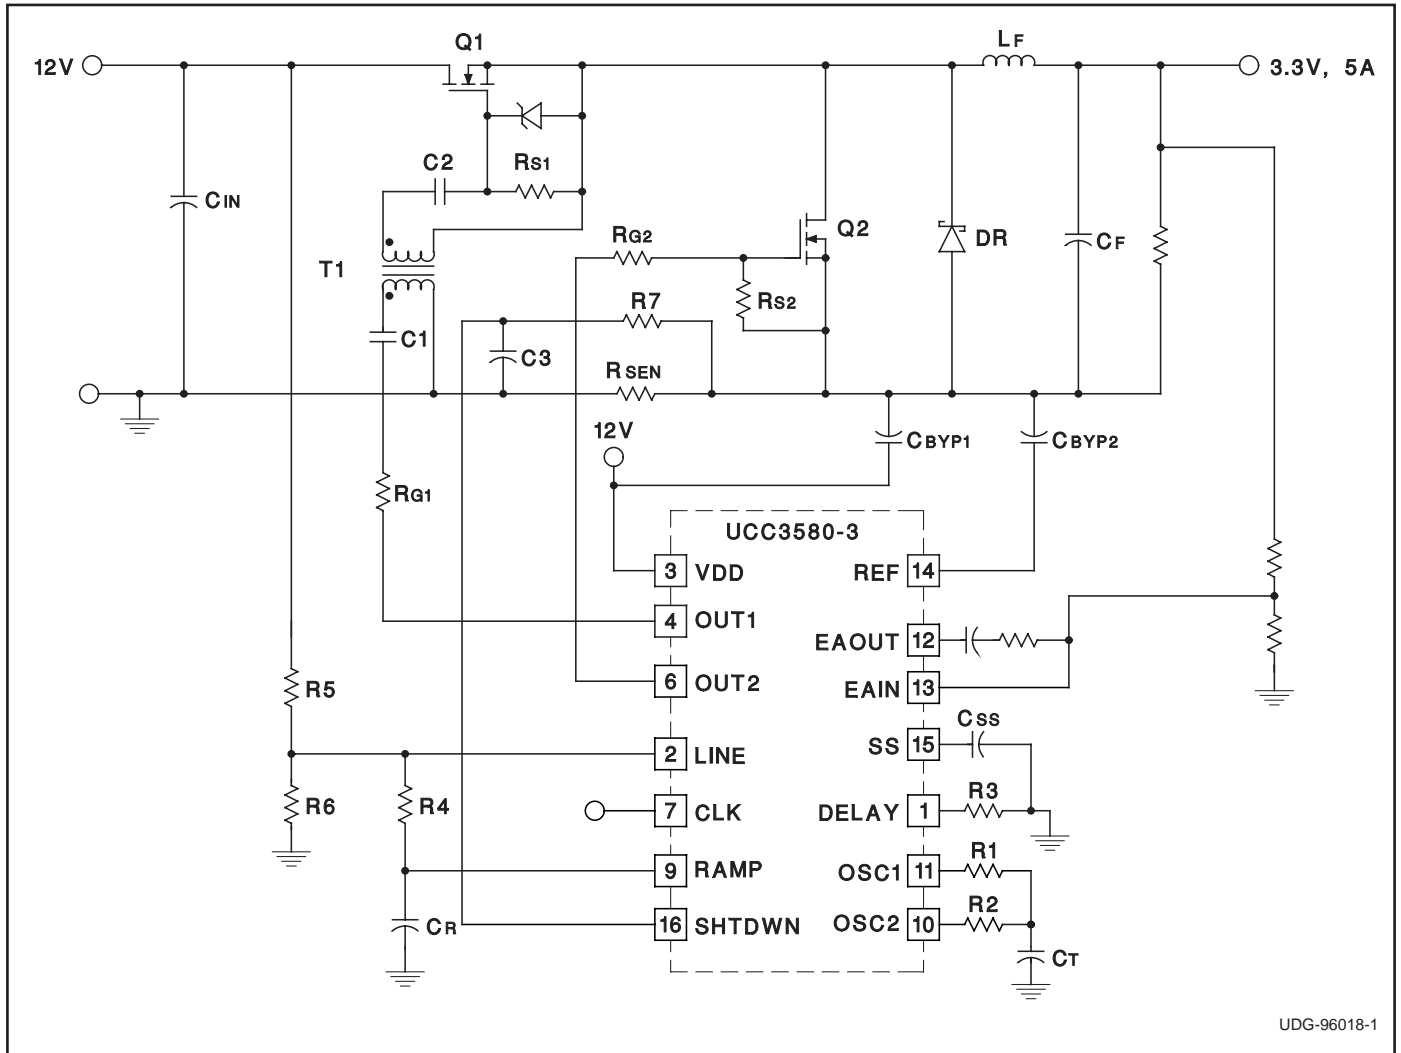 Q1
LF
12V
3.3V, 5A
C2
RS1
CIN
RG2
Q2
DR
CF
T1
R7
RS2
C1
C3
RSEN
12V
CBYP1
CBYP2
RG1
UCC3580-3
3 VDD
REF 14
4 OUT1
EAOUT 12
6 OUT2
EAIN 13
R5
CSS
2 LINE
SS 15
R6
R4
R3
7 CLK
DELAY 1
R1
9 RAMP
OSC1 11
R2
CR
16 SHTDWN
OSC2 10
CT
UDG-96018-1